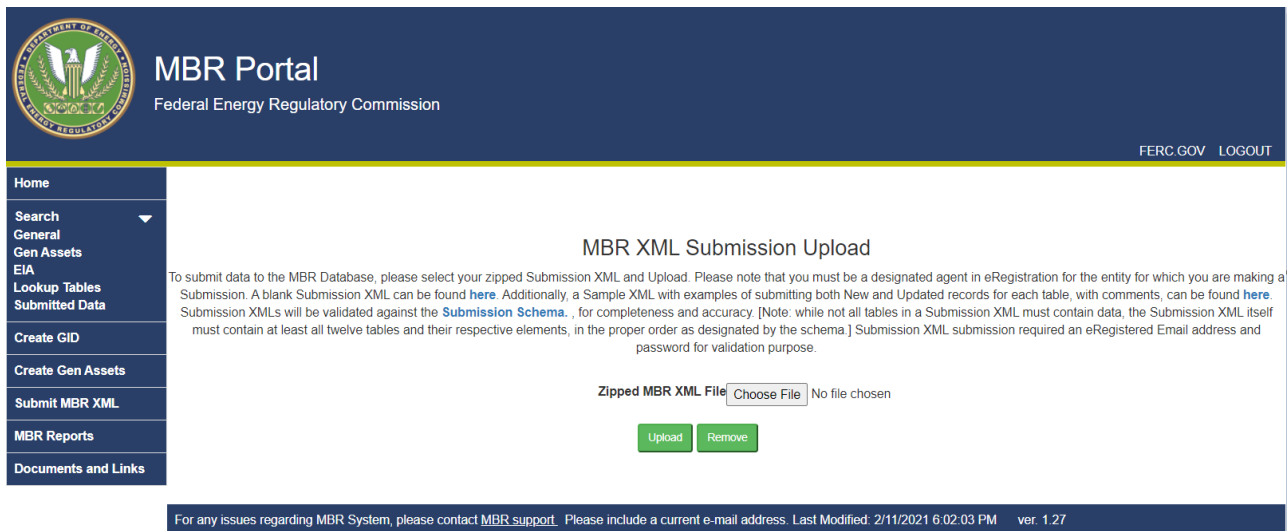 MBR Portal
Federal Energy Regulatory Commission
DEPARTMENT OF ENERGY
FEDERAL ENERGY REGULATORY COMMISSION
FERC.GOV LOGOUT
Home
Search
General
Gen Assets
EIA
Lookup Tables
Submitted Data
Create GID
Create Gen Assets
Submit MBR XML
MBR Reports
Documents and Links
MBR XML Submission Upload
To submit data to the MBR Database, please select your zipped Submission XML and Upload. Please note that you must be a designated agent in eRegistration for the entity for which you are making a
Submission. A blank Submission XML can be found here. Additionally, a Sample XML with examples of submitting both New and Updated records for each table, with comments, can be found here.
Submission XMLs will be validated against the Submission Schema. , for completeness and accuracy. [Note: while not all tables in a Submission XML must contain data, the Submission XML itself
must contain at least all twelve tables and their respective elements, in the proper order as designated by the schema.] Submission XML submission required an eRegistered Email address and
password for validation purpose.
Zipped MBR XML File Choose File No file chosen
Upload Remove
For any issues regarding MBR System, please contact MBR support Please include a current e-mail address. Last Modified: 2/11/2021 6:02:03 PM ver. 1.27